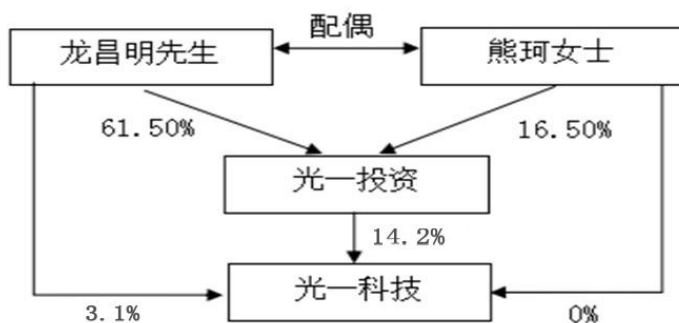 配偶
龙昌明先生
熊珂女士
61.50%
16.50%
光一投资
14.2%
光一科技
3.1%
0%